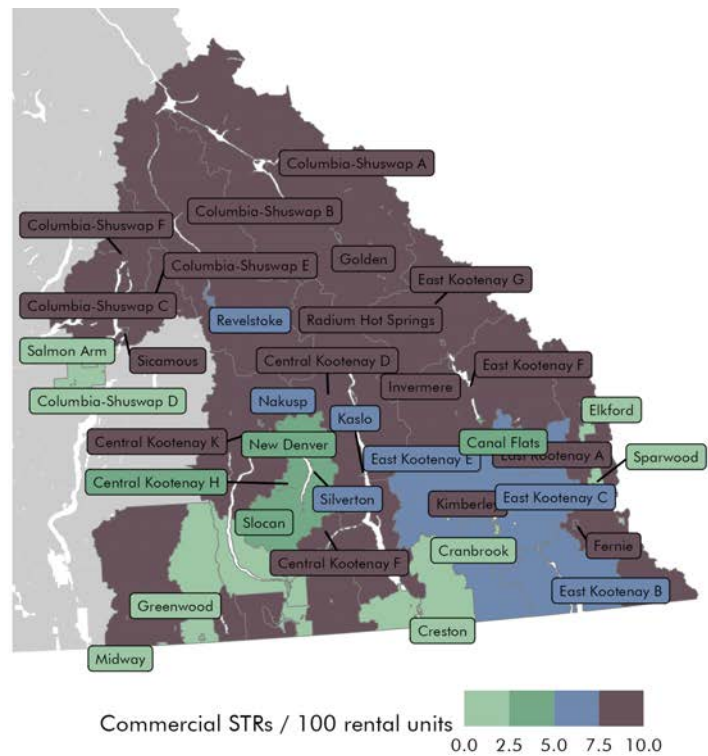 Columbia-Shuswap A
Columbia-Shuswap B
Columbia-Shuswap F
Golden
Columbia-Shuswap E
East Kootenay G
Columbia-Shuswap C
Revelstoke
Radium Hot Springs
Salmon Arm
Sicamous
Central Kootenay D
East Kootenay F
Invermere
Columbia-Shuswap D
Nakusp
Kaslo
Elkford
Central Kootenay K
New Denver
Canal Flats
East Kootenay A
East Kootenay E
Sparwood
Central Kootenay H
Silverton
Kimberley
East Kootenay C
Slocan
Fernie
Central Kootenay F
Cranbrook
Greenwood
East Kootenay B
Creston
Midway
Commercial STRs / 100 rental units
0.0 2.5 5.0 7.5 10.0